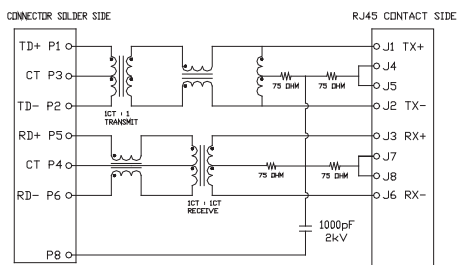 CONNECTOR SOLDER SIDE
RJ45 CONTACT SIDE
TD+ P1
J1 TX+
J4
CT P3
75 OHM
75 OHM
J5
TD- P2
J2 TX-
1CT : 1
TRANSMIT
RD+ P5
J3 RX+
J7
CT P4
75 OHM
75 OHM
J8
RD- P6
J6 RX-
1CT : 1CT
RECEIVE
1000pF
2kV
P8